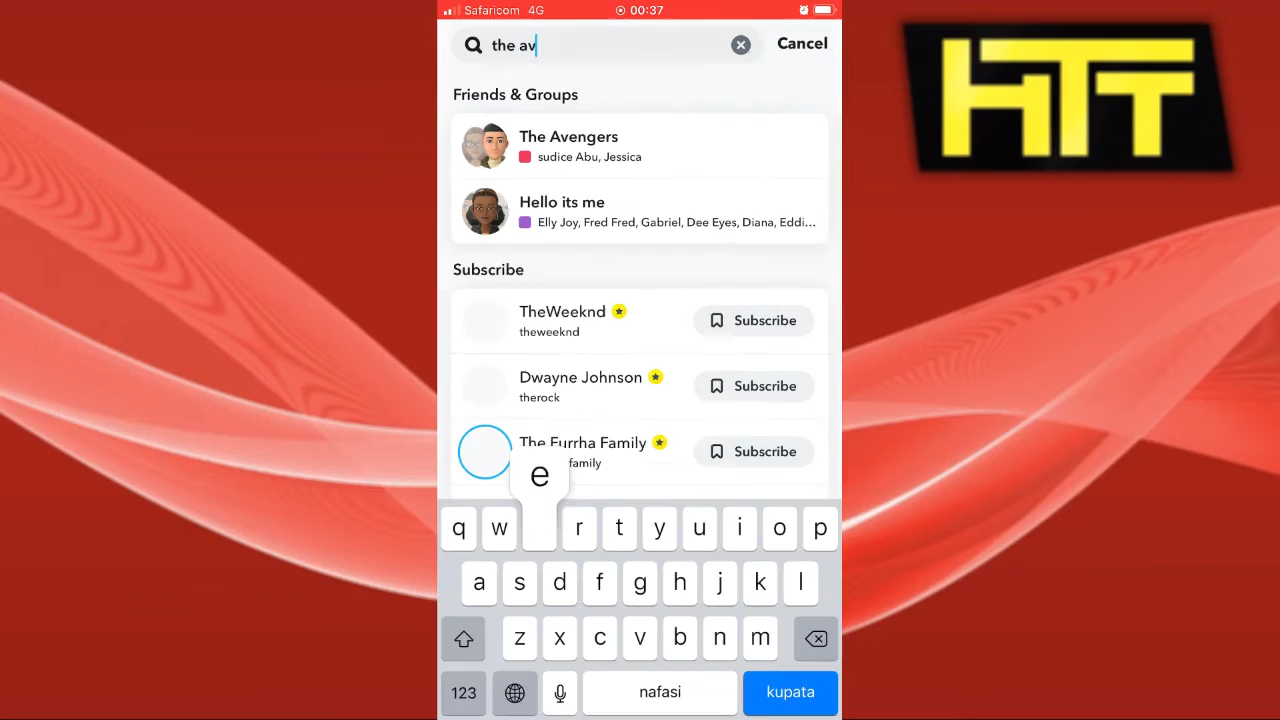 Safaricom 4G 00:37
the av
Cancel
HTT
Friends & Groups
The Avengers
sudice Abu, Jessica
Hello its me
Elly Joy, Fred Fred, Gabriel, Dee Eyes, Diana, Eddi...
Subscribe
TheWeeknd
Subscribe
theweeknd
Dwayne Johnson
Subscribe
therock
The Furrha Family
Subscribe
family
e
q w r t y u i o p
a s d f g h j k l
z x c v b n m
123 nafasi kupata